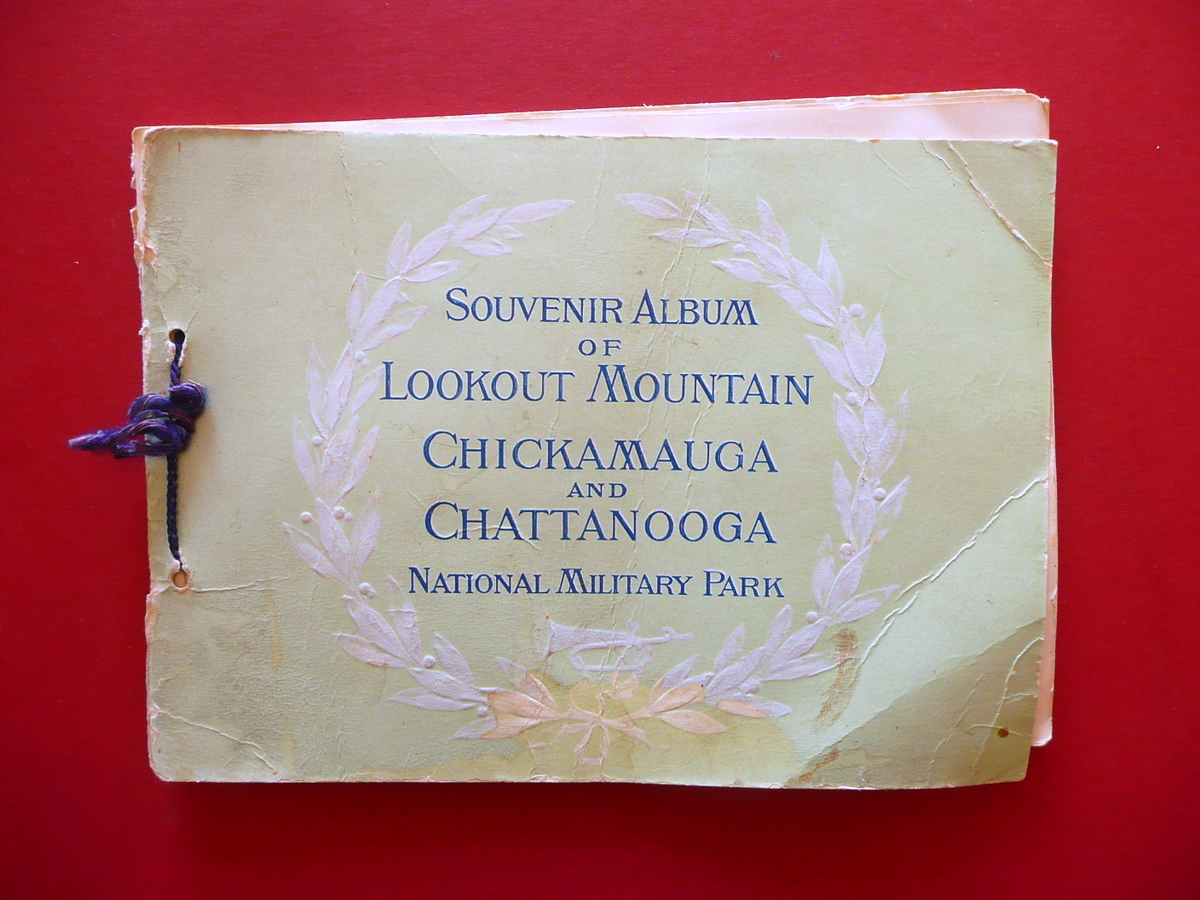 Souvenir Album
of
Lookout Mountain
Chickamauga
and
Chattanooga
National Military Park